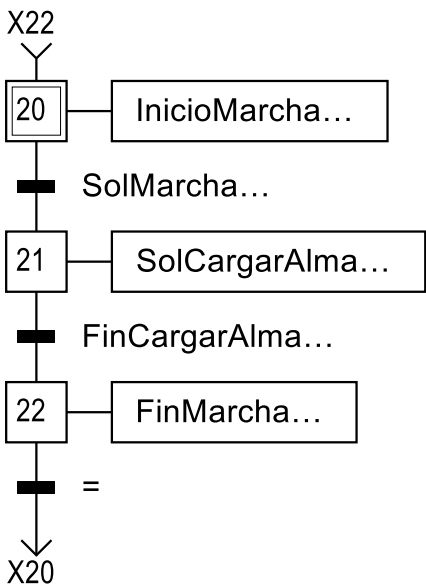 X22
20 InicioMarcha...
SolMarcha...
21 SolCargarAlma...
FinCargarAlma...
22 FinMarcha...
=
X20